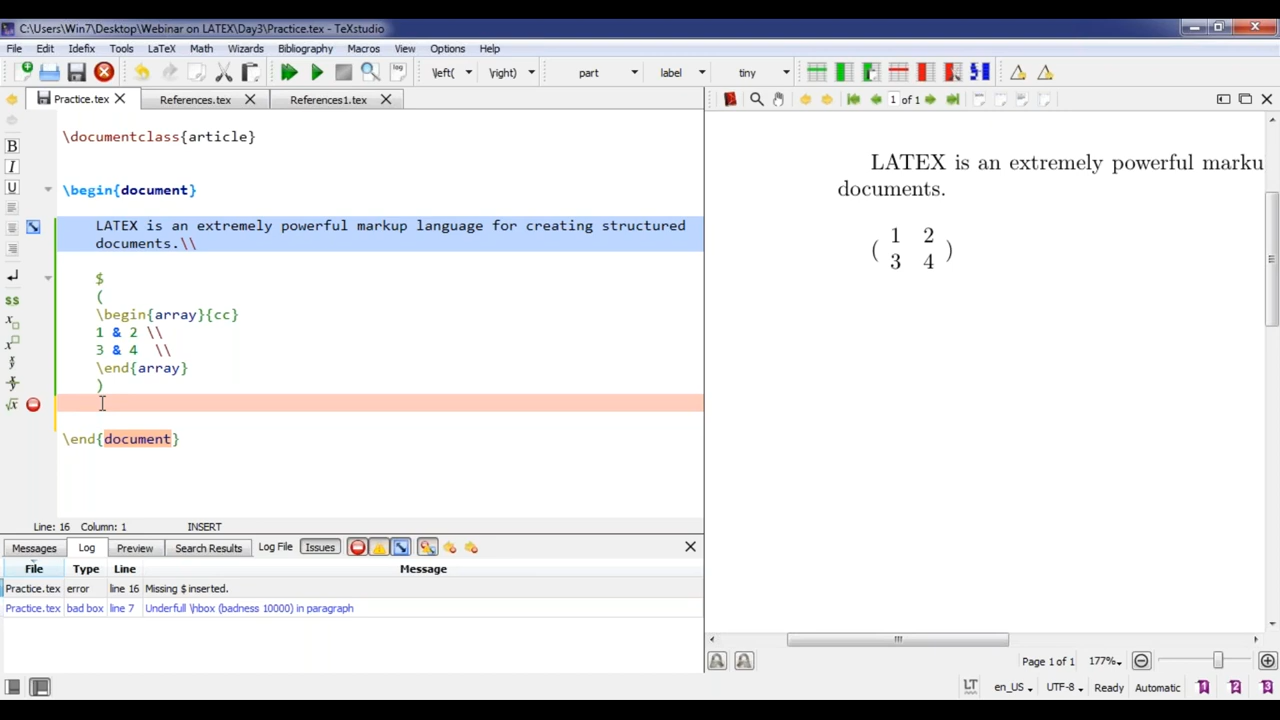 C:\Users\Win7\Desktop\Webinar on LATEX\Day3\Practice.tex - TeXstudio
File Edit Idefix Tools LaTeX Math Wizards Bibliography Macros View Options Help
log \left( \right) part label tiny
Practice.tex References.tex References1.tex
1 of 1
\documentclass{article}
\begin{document}
LATEX is an extremely powerful markup language for creating structured
documents.\\
$
(
\begin{array}{cc}
1 & 2 \\
3 & 4 \\
\end{array}
)
\end{document}
B
I
U
$$
LATEX is an extremely powerful marku
documents.
( 1 2
3 4 )
Line: 16 Column: 1 INSERT
Messages Log Preview Search Results Log File Issues
File Type Line Message
Practice.tex error line 16 Missing $ inserted.
Practice.tex bad box line 7 Underfull \hbox (badness 10000) in paragraph
Page 1 of 1 177%
LT en_US UTF-8 Ready Automatic 1 2 3